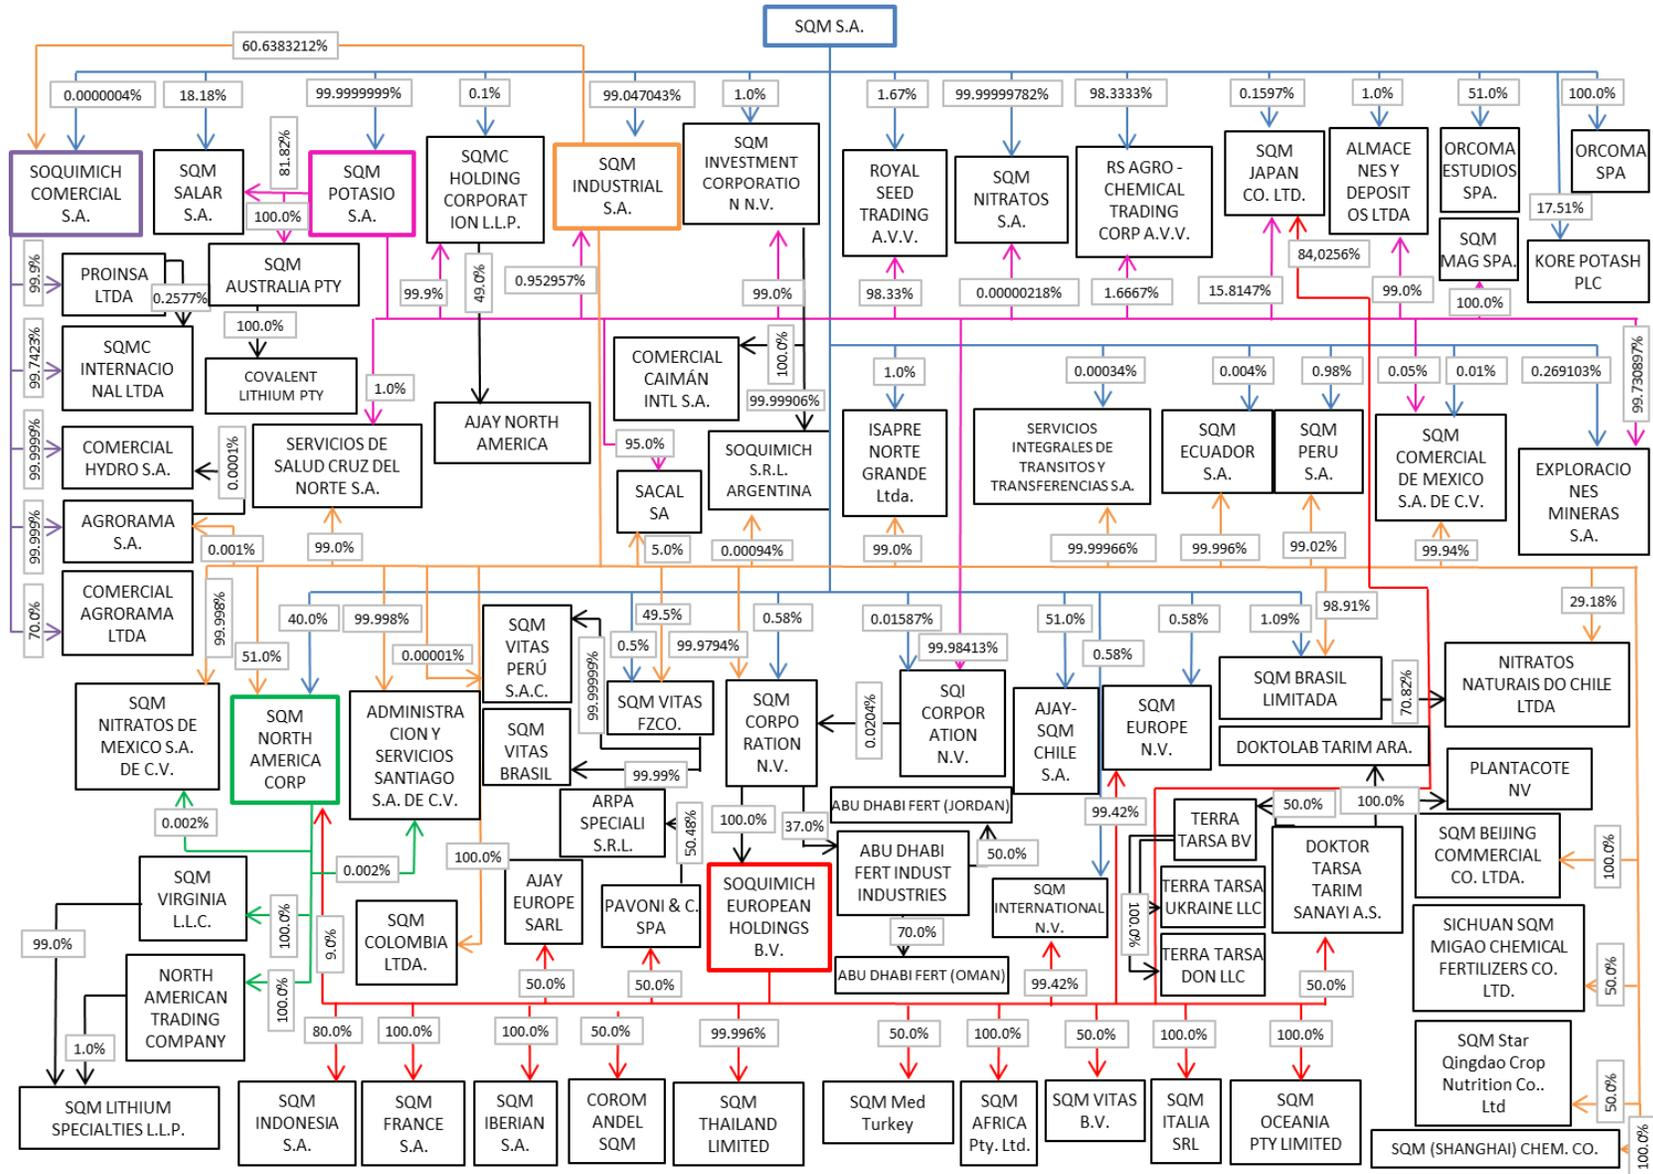 SQM S.A.
60.6383212%
0.0000004%
18.18%
99.9999999%
0.1%
99.047043%
1.0%
1.67%
99.99999782%
98.3333%
0.1597%
1.0%
51.0%
100.0%
81.82%
SOQUIMICH
COMERCIAL
S.A.
SQM
SALAR
S.A.
SQM
POTASIO
S.A.
SQMC
HOLDING
CORPORAT
ION L.L.P.
SQM
INDUSTRIAL
S.A.
SQM
INVESTMENT
CORPORATIO
N N.V.
ROYAL
SEED
TRADING
A.V.V.
SQM
NITRATOS
S.A.
RS AGRO -
CHEMICAL
TRADING
CORP A.V.V.
SQM
JAPAN
CO. LTD.
ALMACE
NES Y
DEPOSIT
OS LTDA
ORCOMA
ESTUDIOS
SPA.
ORCOMA
SPA
17.51%
100.0%
SQM
MAG SPA.
KORE POTASH
PLC
99.9%
PROINSA
LTDA
0.2577%
SQM
AUSTRALIA PTY
99.9%
49.0%
0.952957%
99.0%
98.33%
0.00000218%
1.6667%
15.8147%
84,0256%
99.0%
100.0%
99.7423%
SQMC
INTERNACIO
NAL LTDA
100.0%
COVALENT
LITHIUM PTY
1.0%
COMERCIAL
CAIMÁN
INTL S.A.
100.0%
99.99906%
1.0%
0.00034%
0.004%
0.98%
0.05%
0.01%
0.269103%
99.730897%
AJAY NORTH
AMERICA
99.9999%
COMERCIAL
HYDRO S.A.
0.0001%
SERVICIOS DE
SALUD CRUZ DEL
NORTE S.A.
95.0%
SACAL
SA
SOQUIMICH
S.R.L.
ARGENTINA
ISAPRE
NORTE
GRANDE
Ltda.
SERVICIOS
INTEGRALES DE
TRANSITOS Y
TRANSFERENCIAS S.A.
SQM
ECUADOR
S.A.
SQM
PERU
S.A.
SQM
COMERCIAL
DE MEXICO
S.A. DE C.V.
EXPLORACIO
NES
MINERAS
S.A.
99.999%
AGRORAMA
S.A.
0.001%
99.0%
5.0%
0.00094%
99.0%
99.99966%
99.996%
99.02%
99.94%
70.0%
COMERCIAL
AGRORAMA
LTDA
99.998%
51.0%
40.0%
99.998%
0.00001%
SQM
VITAS
PERÚ
S.A.C.
99.99999%
0.5%
49.5%
99.9794%
0.58%
0.01587%
99.98413%
51.0%
0.58%
0.58%
1.09%
98.91%
29.18%
SQM
NITRATOS DE
MEXICO S.A.
DE C.V.
SQM
NORTH
AMERICA
CORP
ADMINISTRA
CION Y
SERVICIOS
SANTIAGO
S.A. DE C.V.
SQM
VITAS
BRASIL
SQM VITAS
FZCO.
99.99%
SQM
CORPO
RATION
N.V.
0.0204%
SQI
CORPOR
ATION
N.V.
AJAY-
SQM
CHILE
S.A.
SQM
EUROPE
N.V.
SQM BRASIL
LIMITADA
70.82%
NITRATOS
NATURAIS DO CHILE
LTDA
DOKTOLAB TARIM ARA.
PLANTACOTE
NV
0.002%
0.002%
100.0%
ARPA
SPECIALI
S.R.L.
50.48%
100.0%
37.0%
ABU DHABI FERT (JORDAN)
99.42%
TERRA
TARSA BV
50.0%
100.0%
SQM BEIJING
COMMERCIAL
CO. LTDA.
100.0%
SQM
VIRGINIA
L.L.C.
100.0%
9.0%
SQM
COLOMBIA
LTDA.
AJAY
EUROPE
SARL
PAVONI & C.
SPA
SOQUIMICH
EUROPEAN
HOLDINGS
B.V.
ABU DHABI
FERT INDUST
INDUSTRIES
50.0%
70.0%
ABU DHABI FERT (OMAN)
SQM
INTERNATIONAL
N.V.
100.0%
TERRA TARSA
UKRAINE LLC
TERRA TARSA
DON LLC
DOKTOR
TARSA
TARIM
SANAYI A.S.
SICHUAN SQM
MIGAO CHEMICAL
FERTILIZERS CO.
LTD.
50.0%
99.0%
NORTH
AMERICAN
TRADING
COMPANY
100.0%
50.0%
50.0%
99.42%
50.0%
1.0%
80.0%
100.0%
100.0%
50.0%
99.996%
50.0%
100.0%
50.0%
100.0%
100.0%
SQM Star
Qingdao Crop
Nutrition Co..
Ltd
50.0%
SQM LITHIUM
SPECIALTIES L.L.P.
SQM
INDONESIA
S.A.
SQM
FRANCE
S.A.
SQM
IBERIAN
S.A.
COROM
ANDEL
SQM
SQM
THAILAND
LIMITED
SQM Med
Turkey
SQM
AFRICA
Pty. Ltd.
SQM VITAS
B.V.
SQM
ITALIA
SRL
SQM
OCEANIA
PTY LIMITED
SQM (SHANGHAI) CHEM. CO.
100.0%